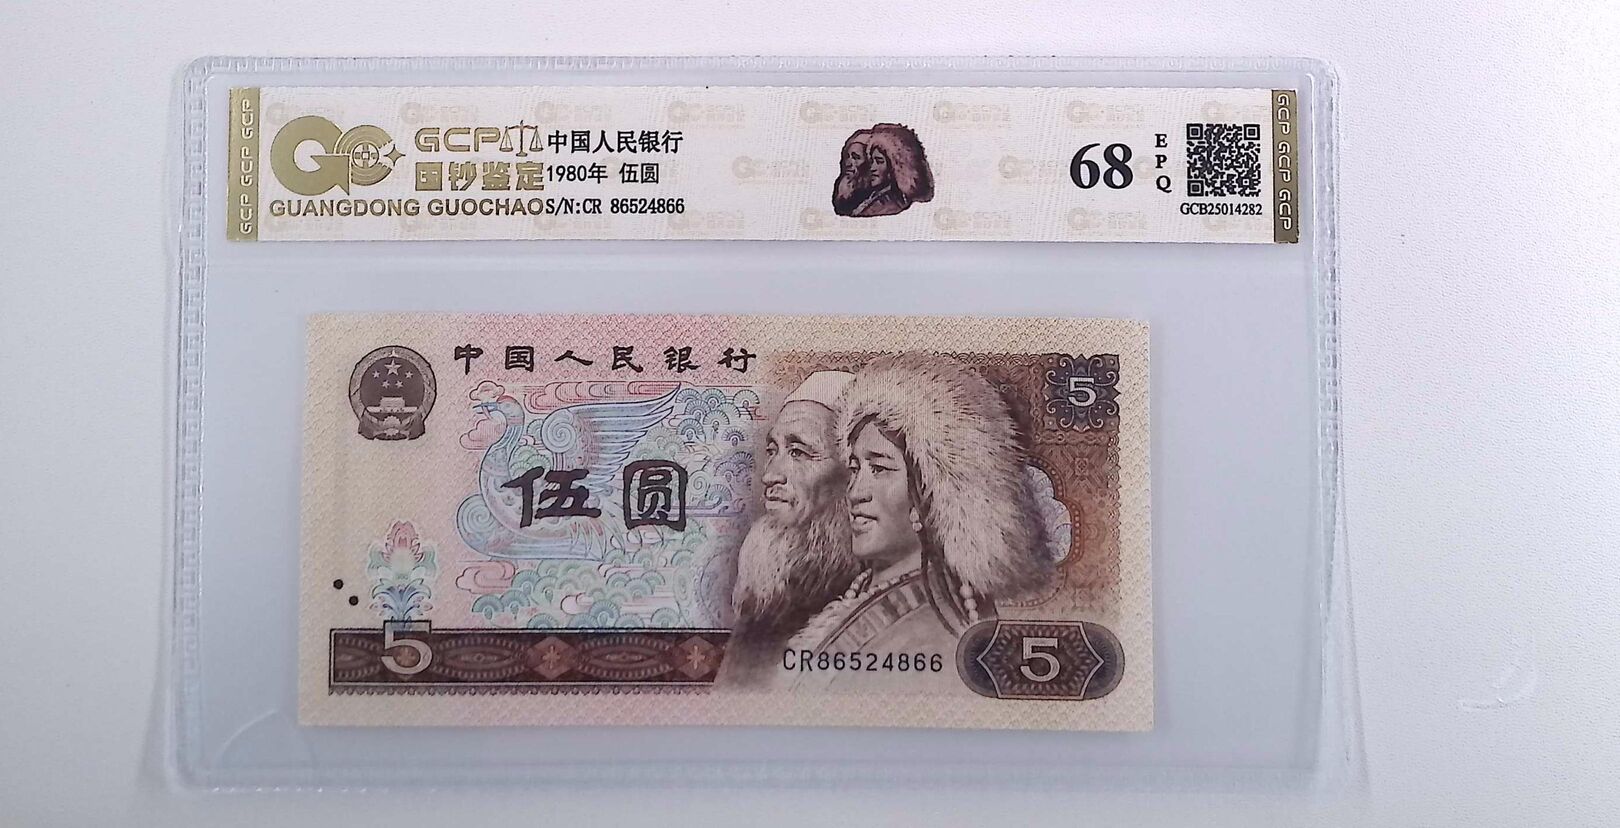 GCP GCP GCP
GCP
国钞鉴定
GUANGDONG GUOCHAO
中国人民银行
1980年 伍圆
S/N:CR 86524866
68
EPQ
GCB25014282
GCP GCP GCP
中国人民银行
5
伍圆
5
CR86524866
5